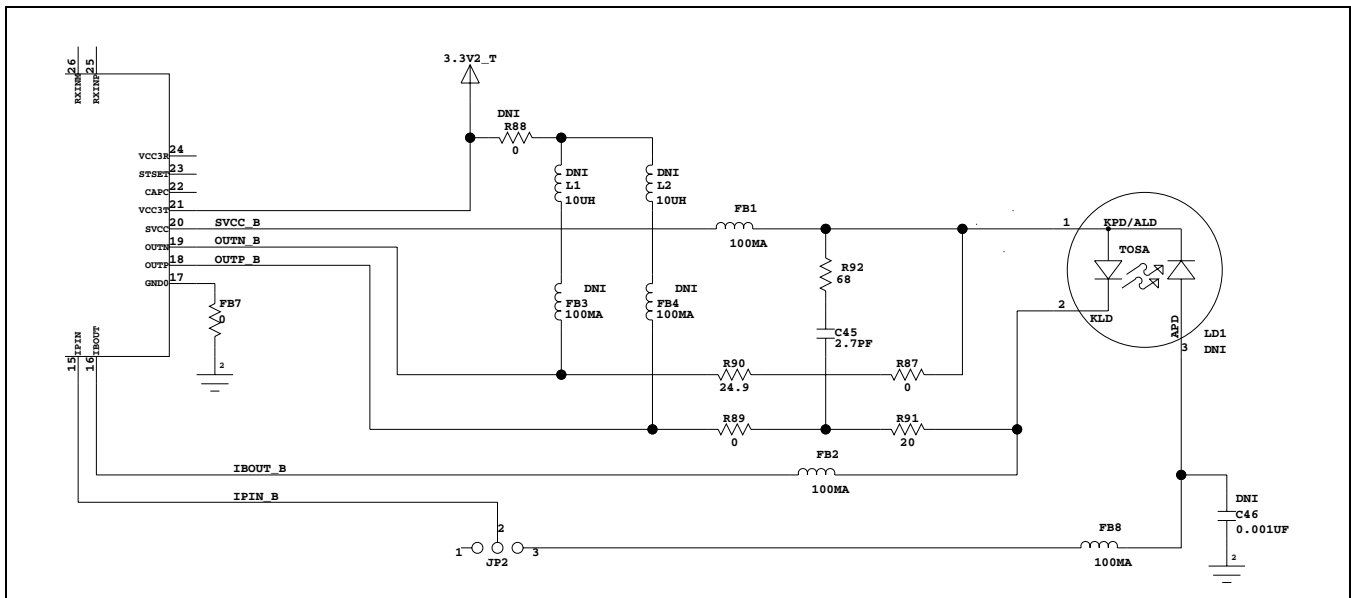 26
25
RXINM
RXINP
3.3V2_T
DNI
R88
0
VCC3R
24
STSET
23
CAPC
22
VCC3T
21
SVCC
20
SVCC_B
OUTN
19
OUTN_B
OUTP
18
OUTP_B
GND0
17
DNI
L1
10UH
DNI
L2
10UH
FB1
100MA
1
KPD/ALD
TOSA
2
KLD
APD
3
LD1
DNI
R92
68
C45
2.7PF
FB7
0
2
DNI
FB3
100MA
DNI
FB4
100MA
IPIN
IBOUT
15
16
R90
24.9
R87
0
R89
0
R91
20
IBOUT_B
FB2
100MA
IPIN_B
DNI
C46
0.001UF
2
2
1
3
JP2
FB8
100MA